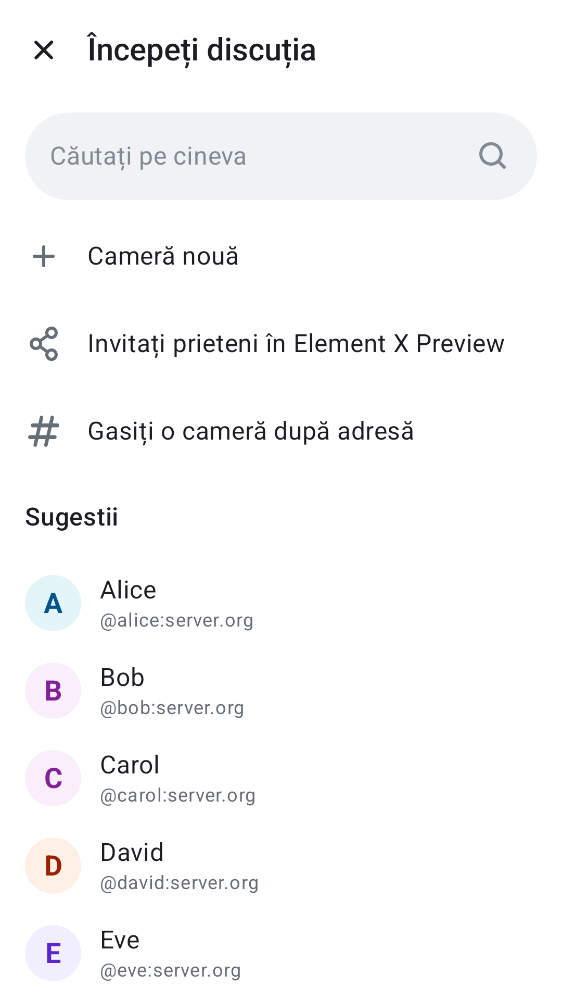 Începeți discuția
Căutați pe cineva
Cameră nouă
Invitați prieteni în Element X Preview
Gasiți o cameră după adresă
Sugestii
A
Alice
@alice:server.org
B
Bob
@bob:server.org
C
Carol
@carol:server.org
D
David
@david:server.org
E
Eve
@eve:server.org